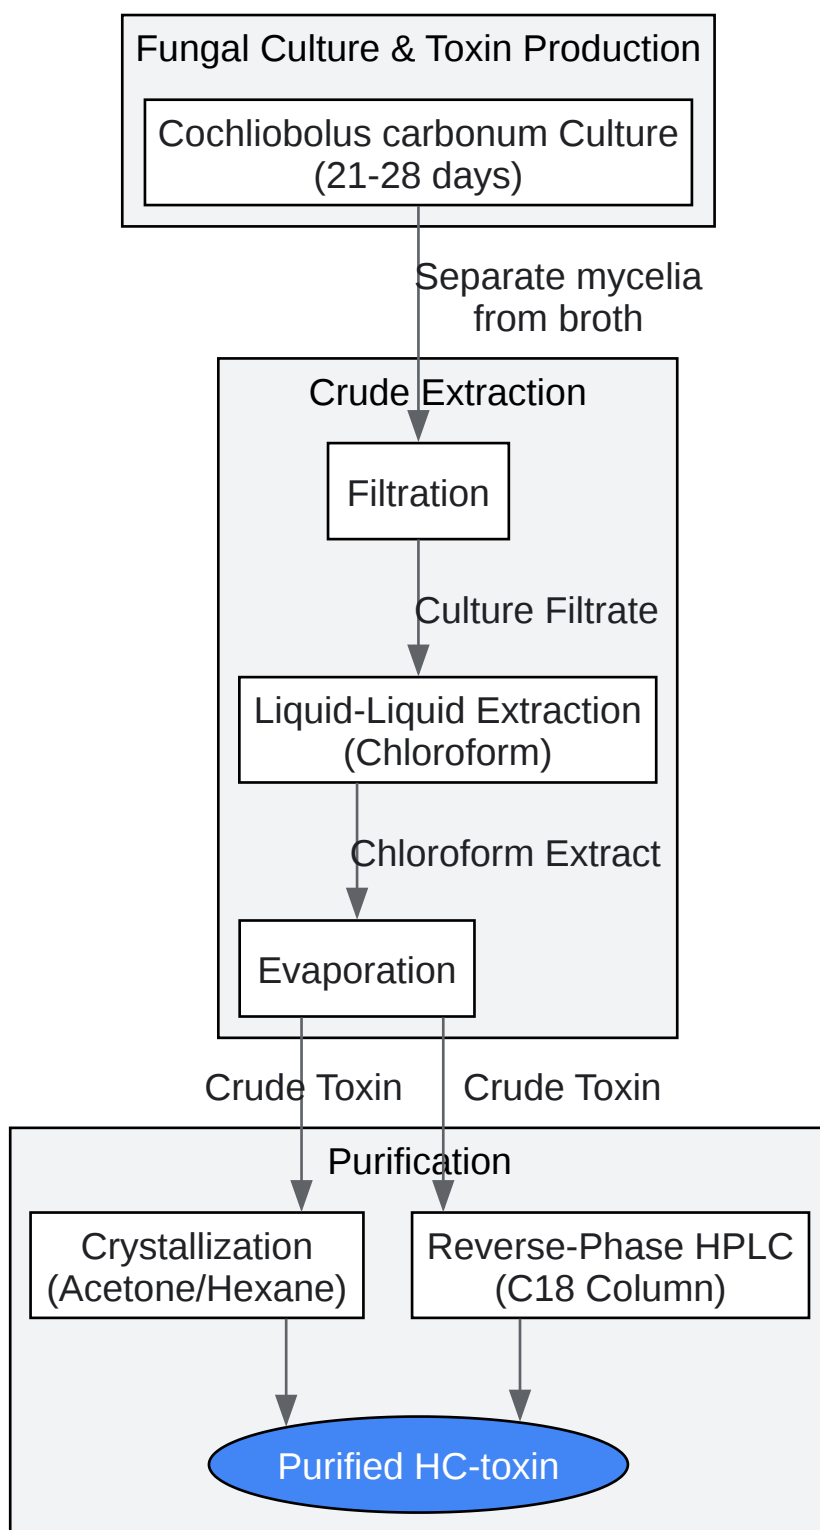 Fungal Culture & Toxin Production
Cochliobolus carbonum Culture
(21-28 days)
Separate mycelia
from broth
Crude Extraction
Filtration
Culture Filtrate
Liquid-Liquid Extraction
(Chloroform)
Chloroform Extract
Evaporation
Crude Toxin
Crude Toxin
Purification
Crystallization
(Acetone/Hexane)
Reverse-Phase HPLC
(C18 Column)
Purified HC-toxin